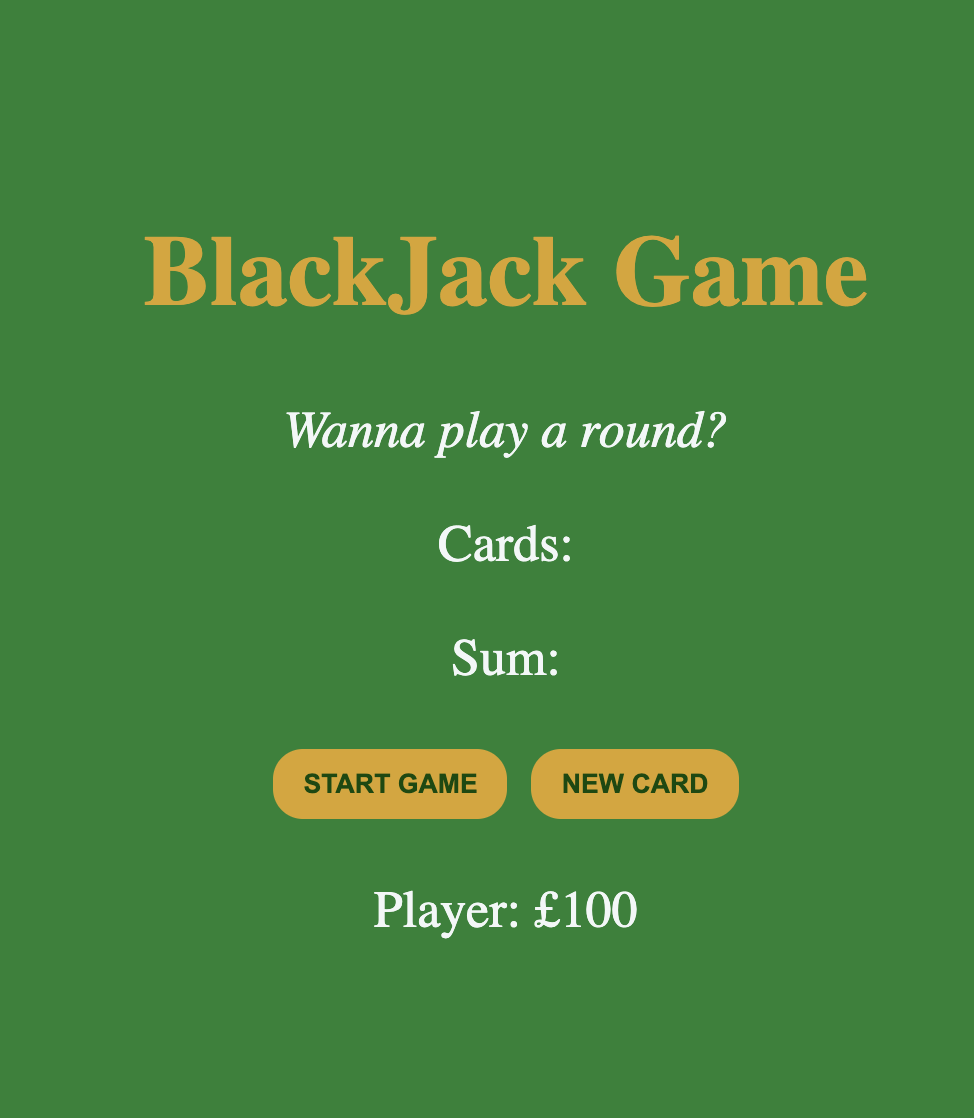 BlackJack Game
Wanna play a round?
Cards:
Sum:
START GAME NEW CARD
Player: £100